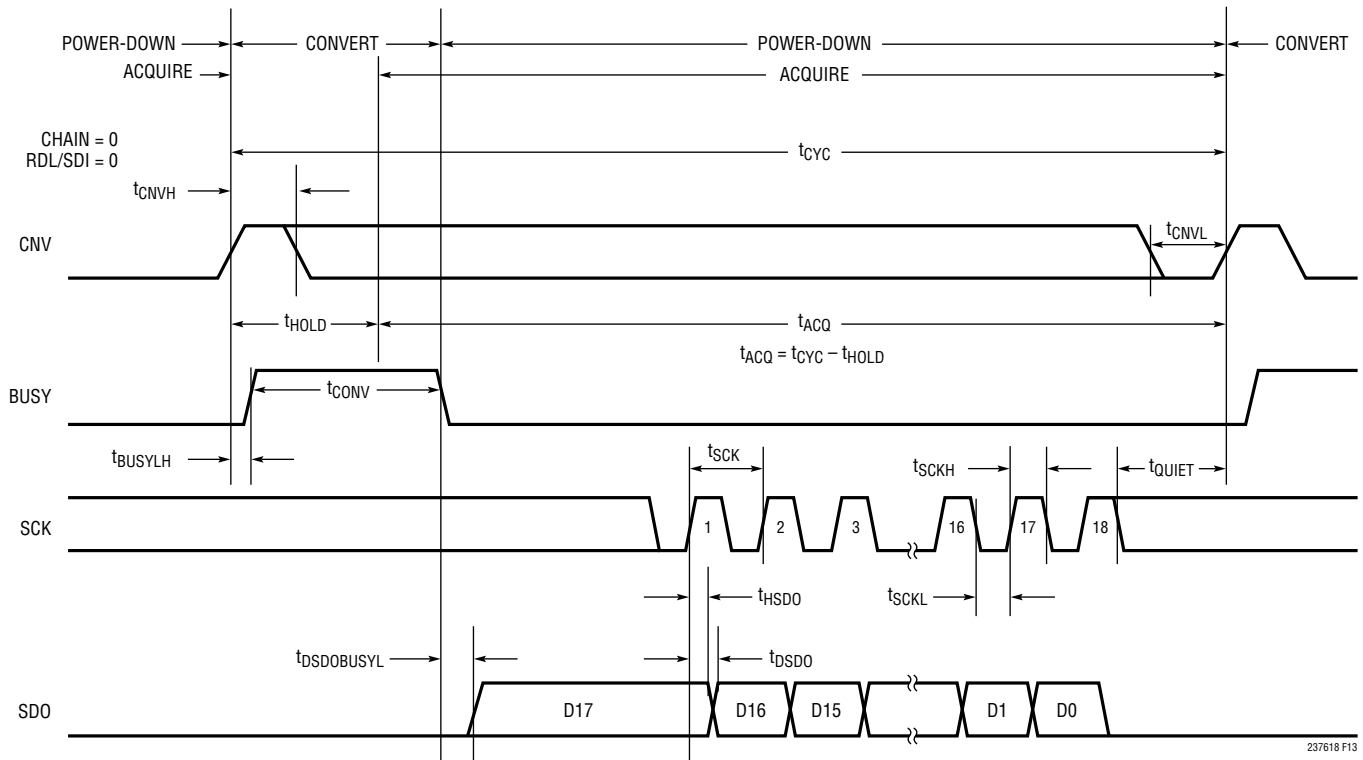 POWER-DOWN CONVERT POWER-DOWN CONVERT
ACQUIRE ACQUIRE
CHAIN = 0
RDL/SDI = 0
tCYC
tCNVH
CNV
tCNVL
tHOLD tACQ
tACQ = tCYC – tHOLD
BUSY
tCONV
tBUSYLH
tSCK
tSCKH
tQUIET
SCK
1 2 3 16 17 18
tHSDO
tSCKL
tDSDOBUSYL
tDSDO
SDO
D17 D16 D15 D1 D0
237618 F13